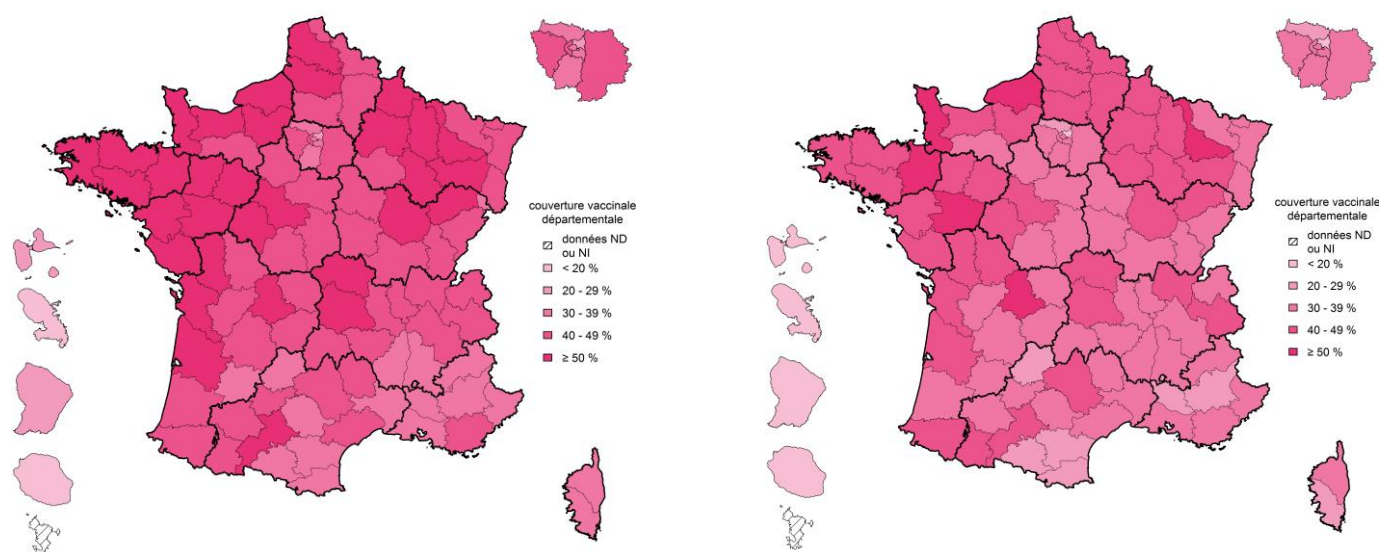 couverture vaccinale
départementale
données ND
ou NI
< 20 %
20 - 29 %
30 - 39 %
40 - 49 %
≥ 50 %
couverture vaccinale
départementale
données ND
ou NI
< 20 %
20 - 29 %
30 - 39 %
40 - 49 %
≥ 50 %